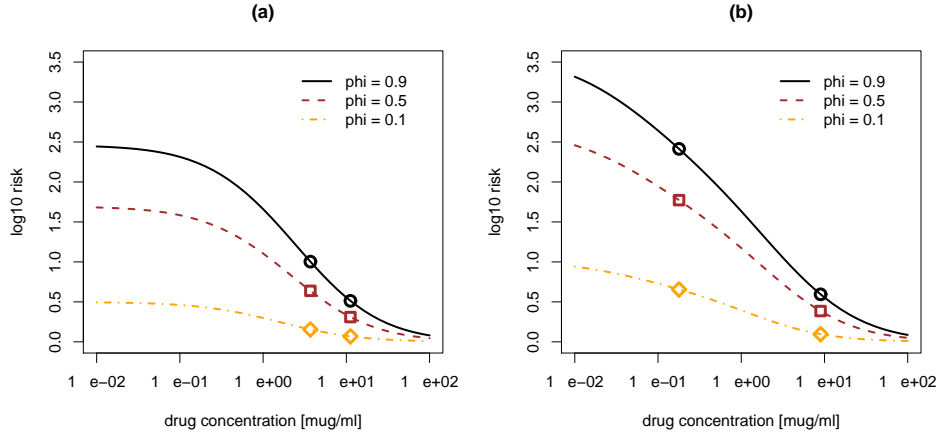 (a)
3.5
3.0
2.5
2.0
1.5
1.0
0.5
0.0
log10 risk
phi = 0.9
phi = 0.5
phi = 0.1
1 e−02
1 e−01
1 e+00
1 e+01
1 e+02
drug concentration [mug/ml]
(b)
3.5
3.0
2.5
2.0
1.5
1.0
0.5
0.0
log10 risk
phi = 0.9
phi = 0.5
phi = 0.1
1 e−02
1 e−01
1 e+00
1 e+01
1 e+02
drug concentration [mug/ml]